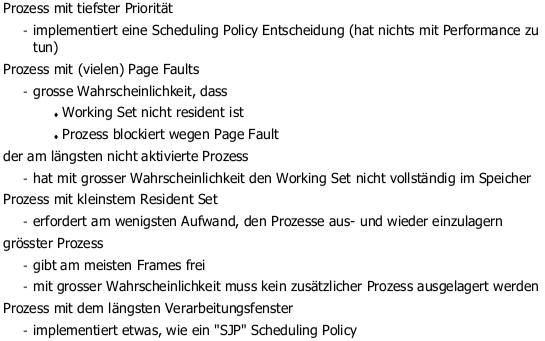 Prozess mit tiefster Priorität
- implementiert eine Scheduling Policy Entscheidung (hat nichts mit Performance zu
tun)
Prozess mit (vielen) Page Faults
- grosse Wahrscheinlichkeit, dass
♦ Working Set nicht resident ist
♦ Prozess blockiert wegen Page Fault
der am längsten nicht aktivierte Prozess
- hat mit grosser Wahrscheinlichkeit den Working Set nicht vollständig im Speicher
Prozess mit kleinstem Resident Set
- erfordert am wenigsten Aufwand, den Prozesse aus- und wieder einzulagern
grösster Prozess
- gibt am meisten Frames frei
- mit grosser Wahrscheinlichkeit muss kein zusätzlicher Prozess ausgelagert werden
Prozess mit dem längsten Verarbeitungsfenster
- implementiert etwas, wie ein "SJP" Scheduling Policy